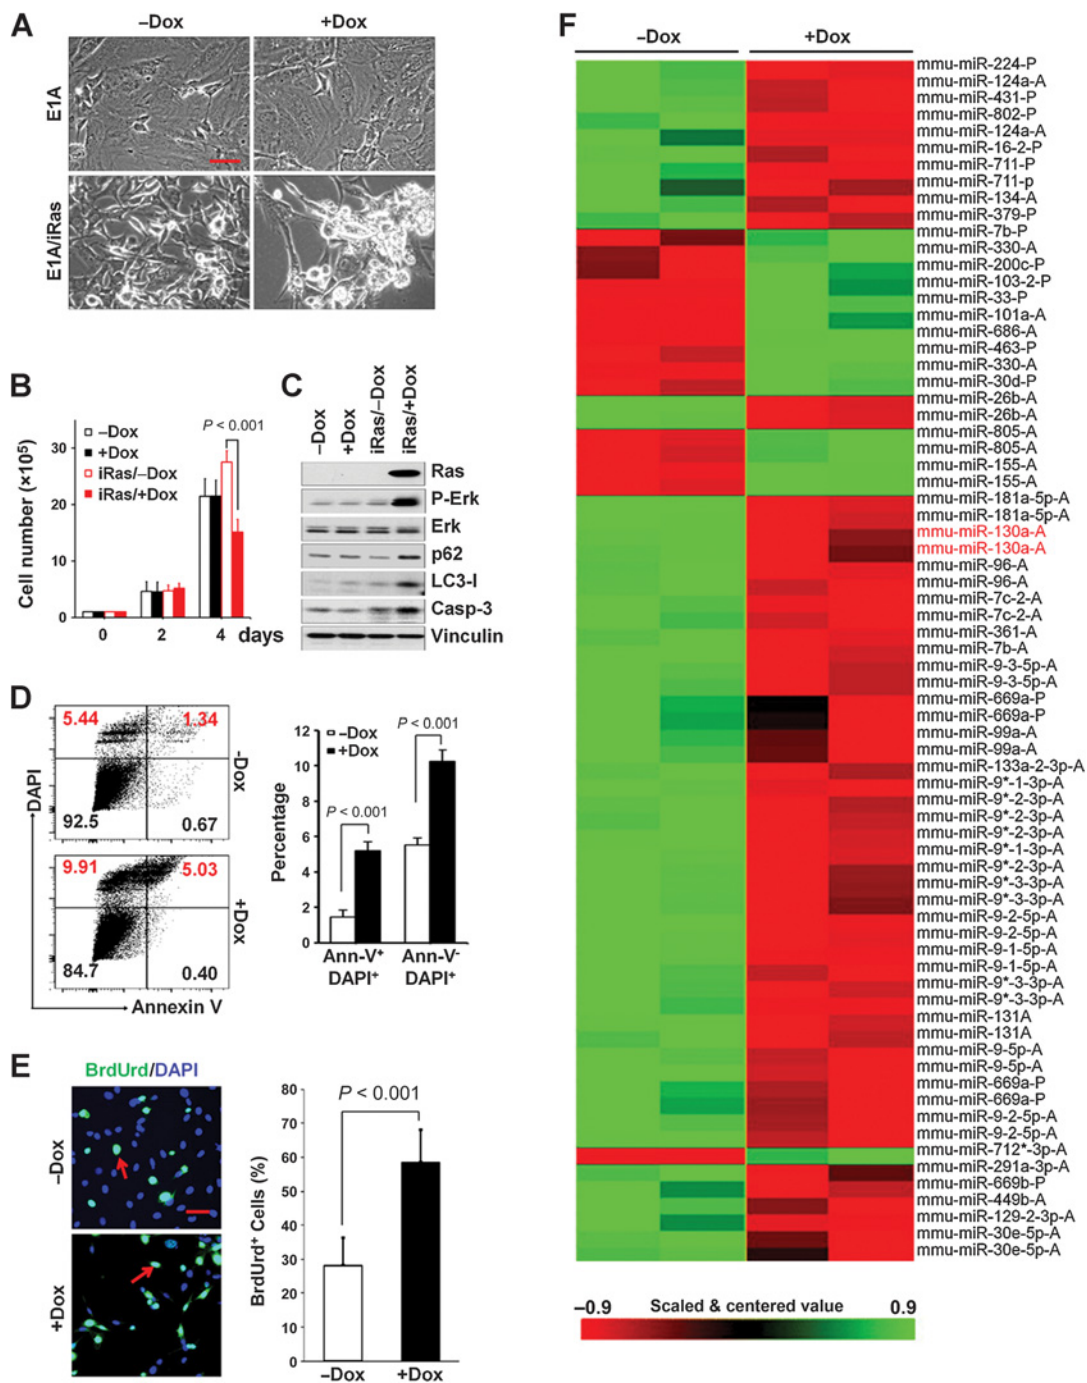 A
–Dox
+Dox
E1A
E1A/iRas
B
Cell number (×10⁵)
–Dox
+Dox
iRas/–Dox
iRas/+Dox
P < 0.001
30
20
10
0
0
2
4
days
C
–Dox
+Dox
iRas/–Dox
iRas/+Dox
Ras
P-Erk
Erk
p62
LC3-I
Casp-3
Vinculin
D
5.44
1.34
92.5
0.67
–Dox
9.91
5.03
84.7
0.40
+Dox
DAPI
Annexin V
Percentage
–Dox
+Dox
P < 0.001
P < 0.001
12
10
8
6
4
2
0
Ann-V⁺
DAPI⁺
Ann-V⁻
DAPI⁺
E
BrdUrd/DAPI
–Dox
+Dox
BrdUrd⁺ Cells (%)
P < 0.001
80
70
60
50
40
30
20
10
0
–Dox
+Dox
F
–Dox
+Dox
mmu-miR-224-P
mmu-miR-124a-A
mmu-miR-431-P
mmu-miR-802-P
mmu-miR-124a-A
mmu-miR-16-2-P
mmu-miR-711-P
mmu-miR-711-p
mmu-miR-134-A
mmu-miR-379-P
mmu-miR-7b-P
mmu-miR-330-A
mmu-miR-200c-P
mmu-miR-103-2-P
mmu-miR-33-P
mmu-miR-101a-A
mmu-miR-686-A
mmu-miR-463-P
mmu-miR-330-A
mmu-miR-30d-P
mmu-miR-26b-A
mmu-miR-26b-A
mmu-miR-805-A
mmu-miR-805-A
mmu-miR-155-A
mmu-miR-155-A
mmu-miR-181a-5p-A
mmu-miR-181a-5p-A
mmu-miR-130a-A
mmu-miR-130a-A
mmu-miR-96-A
mmu-miR-96-A
mmu-miR-7c-2-A
mmu-miR-7c-2-A
mmu-miR-361-A
mmu-miR-7b-A
mmu-miR-9-3-5p-A
mmu-miR-9-3-5p-A
mmu-miR-669a-P
mmu-miR-669a-P
mmu-miR-99a-A
mmu-miR-99a-A
mmu-miR-133a-2-3p-A
mmu-miR-9*-1-3p-A
mmu-miR-9*-2-3p-A
mmu-miR-9*-2-3p-A
mmu-miR-9*-2-3p-A
mmu-miR-9*-1-3p-A
mmu-miR-9*-2-3p-A
mmu-miR-9*-3-3p-A
mmu-miR-9*-3-3p-A
mmu-miR-9-2-5p-A
mmu-miR-9-2-5p-A
mmu-miR-9-1-5p-A
mmu-miR-9-1-5p-A
mmu-miR-9*-3-3p-A
mmu-miR-9*-3-3p-A
mmu-miR-131A
mmu-miR-131A
mmu-miR-9-5p-A
mmu-miR-9-5p-A
mmu-miR-669a-P
mmu-miR-669a-P
mmu-miR-9-2-5p-A
mmu-miR-9-2-5p-A
mmu-miR-712*-3p-A
mmu-miR-291a-3p-A
mmu-miR-669b-P
mmu-miR-449b-A
mmu-miR-129-2-3p-A
mmu-miR-30e-5p-A
mmu-miR-30e-5p-A
–0.9
Scaled & centered value
0.9